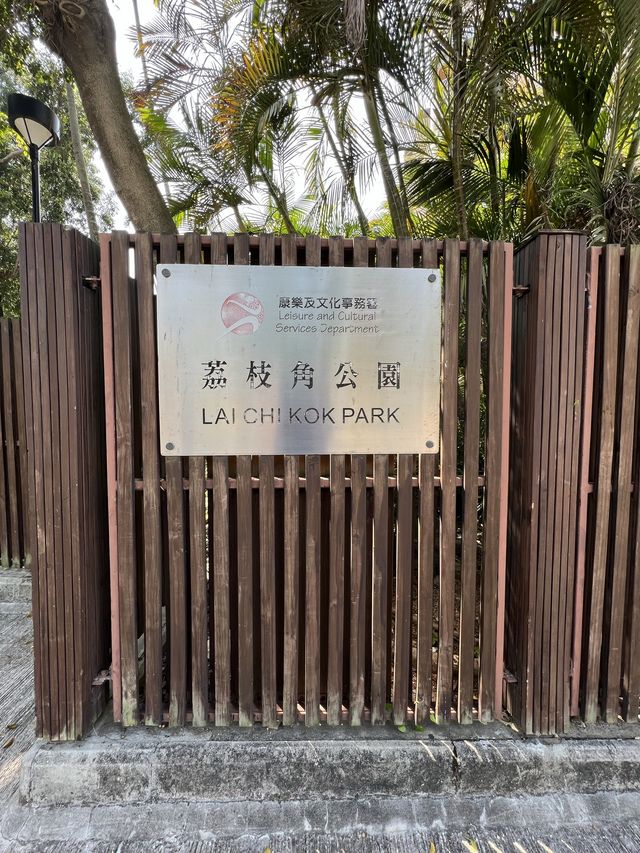 康樂及文化事務署
Leisure and Cultural
Services Department
荔枝角公園
LAI CHI KOK PARK